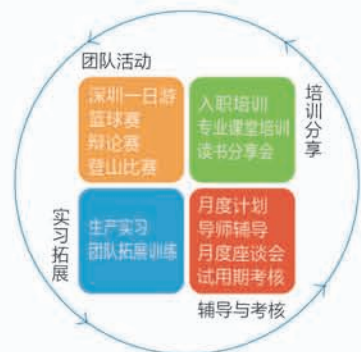 团队活动
深圳一日游
篮球赛
辩论赛
登山比赛
入职培训
专业课堂培训
读书分享会
培训分享
实习拓展
生产实习
团队拓展训练
月度计划
导师辅导
月度座谈会
试用期考核
辅导与考核